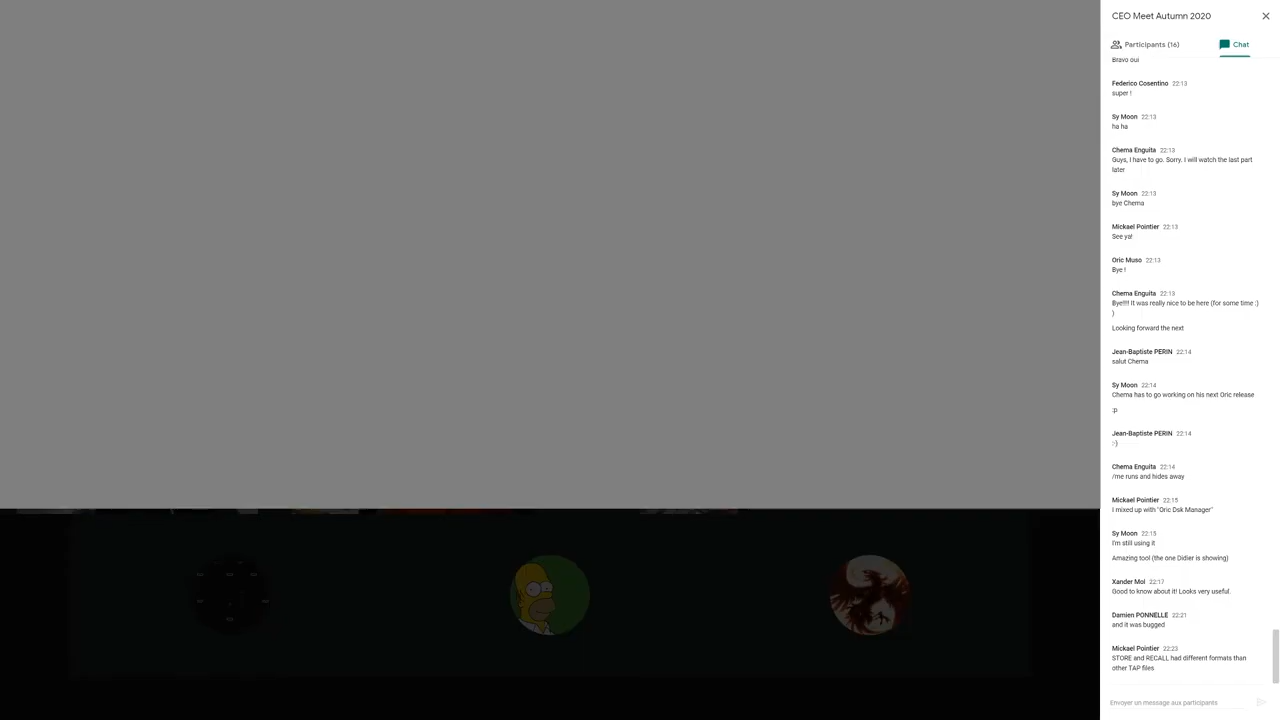 CEO Meet Autumn 2020
Participants (16)
Chat
Bravo oui
Federico Cosentino 22:13
super !
Sy Moon 22:13
ha ha
Chema Enguita 22:13
Guys, I have to go. Sorry. I will watch the last part
later
Sy Moon 22:13
bye Chema
Mickael Pointier 22:13
See ya!
Oric Muso 22:13
Bye !
Chema Enguita 22:13
Bye!!!! It was really nice to be here (for some time ;)
)
Looking forward the next
Jean-Baptiste PERIN 22:14
salut Chema
Sy Moon 22:14
Chema has to go working on his next Oric release
:p
Jean-Baptiste PERIN 22:14
:-)
Chema Enguita 22:14
/me runs and hides away
Mickael Pointier 22:15
I mixed up with "Oric Dsk Manager"
Sy Moon 22:15
I'm still using it
Amazing tool (the one Didier is showing)
Xander Mol 22:17
Good to know about it! Looks very useful.
Damien PONNELLE 22:21
and it was bugged
Mickael Pointier 22:23
STORE and RECALL had different formats than
other TAP files
Envoyer un message aux participants